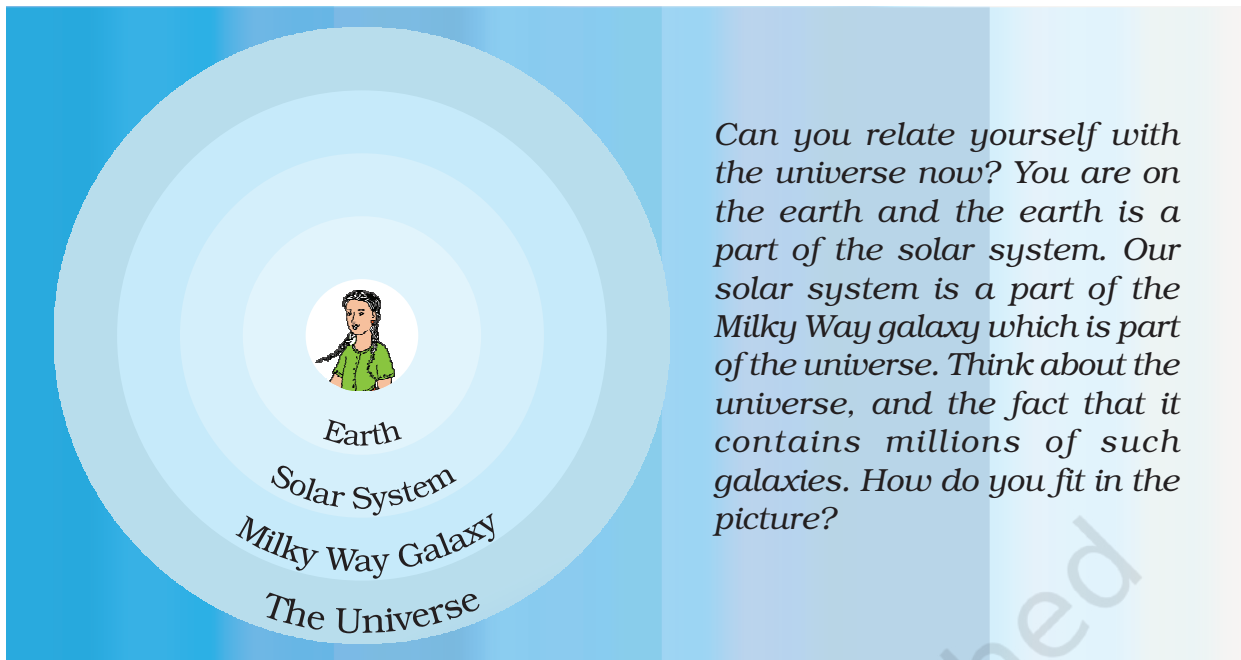 Earth
Solar System
Milky Way Galaxy
The Universe
Can you relate yourself with
the universe now? You are on
the earth and the earth is a
part of the solar system. Our
solar system is a part of the
Milky Way galaxy which is part
of the universe. Think about the
universe, and the fact that it
contains millions of such
galaxies. How do you fit in the
picture?